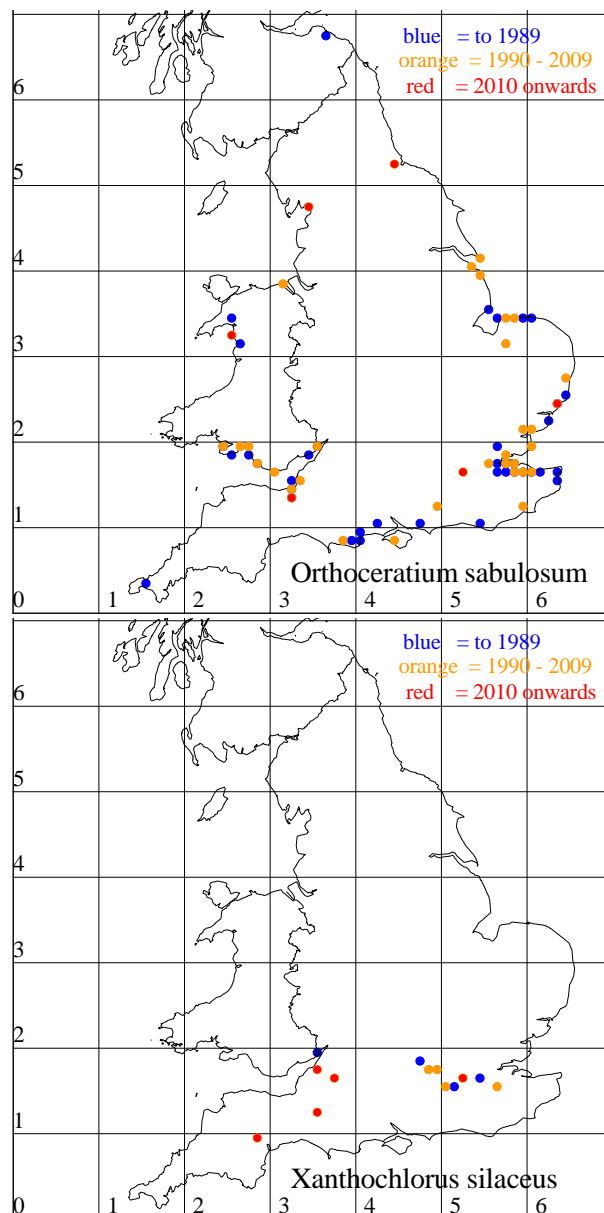 blue = to 1989
orange = 1990 - 2009
red = 2010 onwards
6
5
4
3
2
1
Orthoceratium sabulosum
0 1 2 3 4 5 6
blue = to 1989
orange = 1990 - 2009
red = 2010 onwards
6
5
4
3
2
1
Xanthochlorus silaceus
0 1 2 3 4 5 6